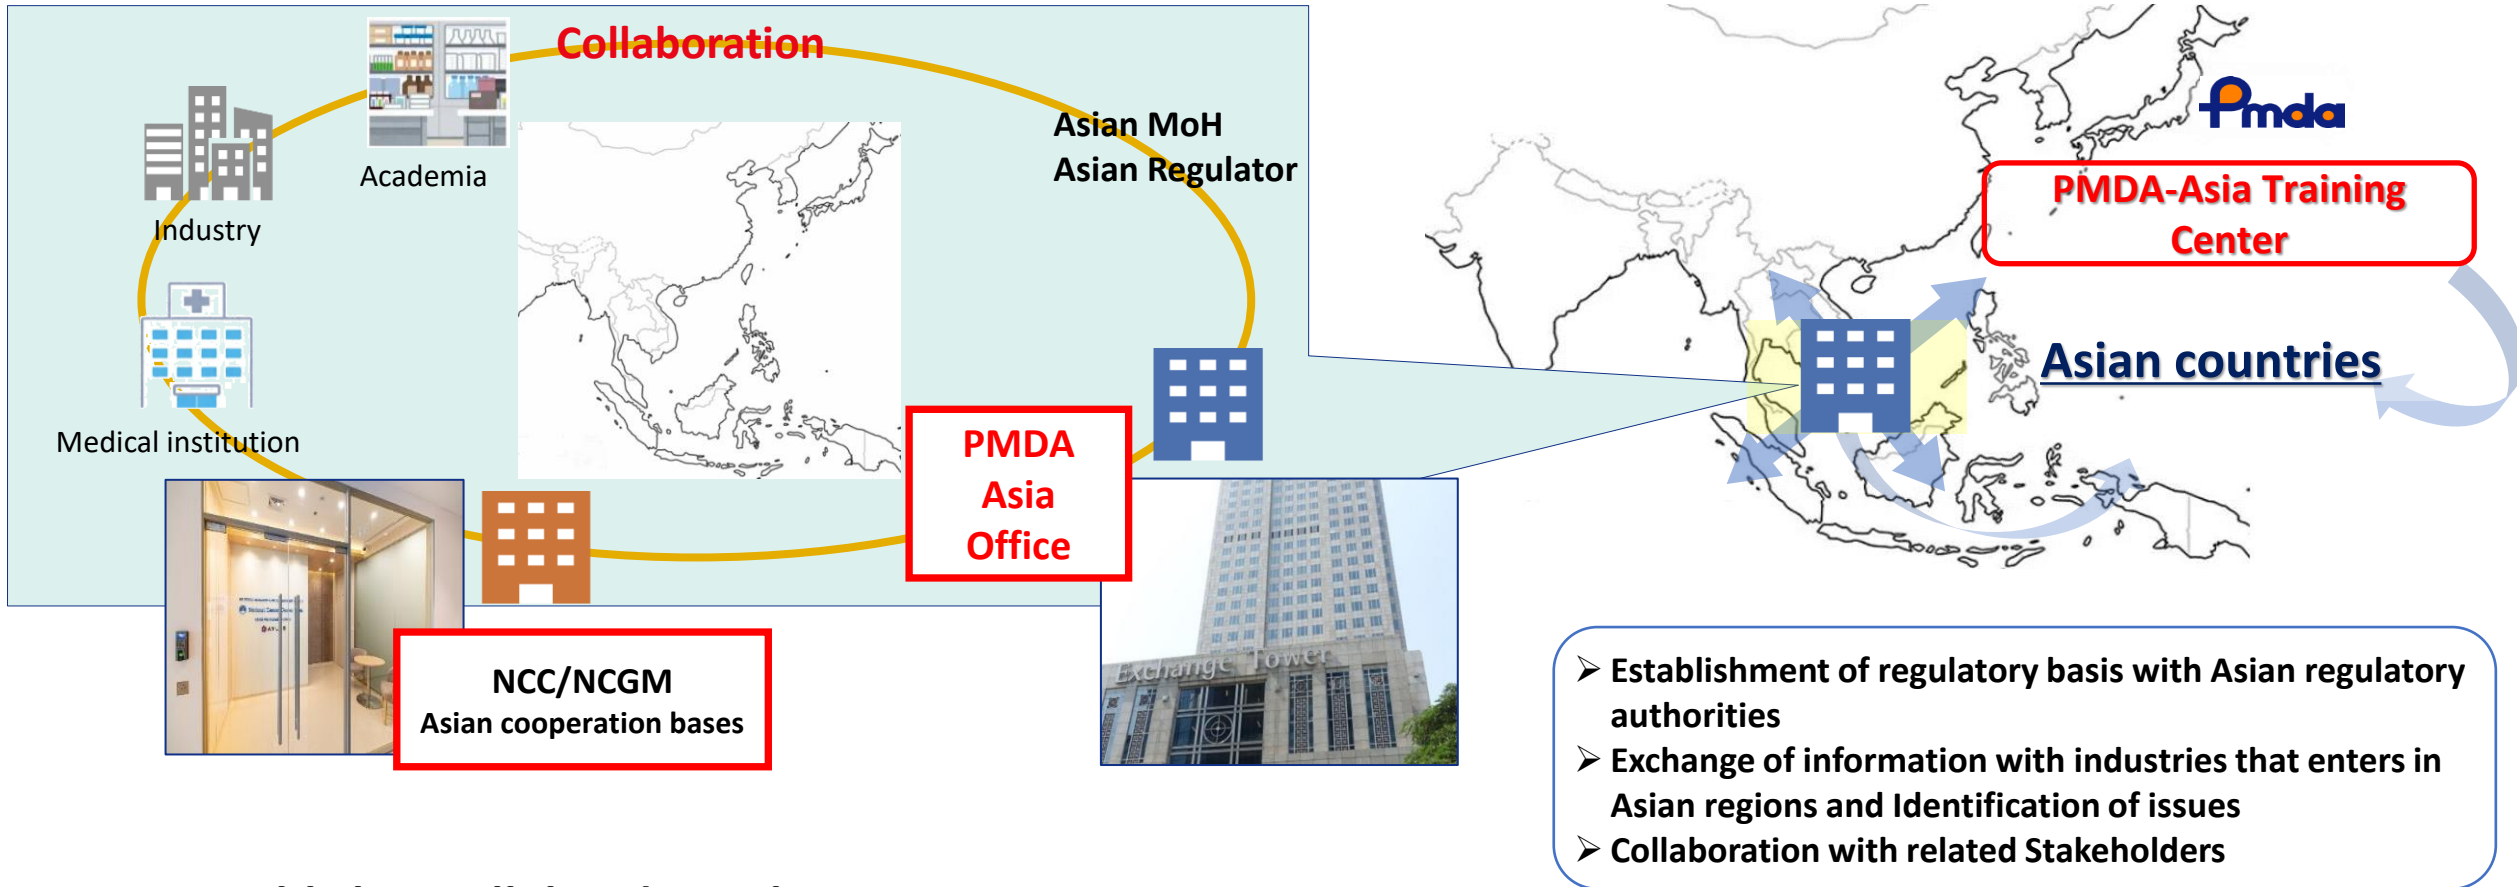 Collaboration
Academia
Industry
Medical institution
Asian MoH
Asian Regulator
PMDA
Asia
Office
NCC/NCGM
Asian cooperation bases
Exchange Tower
Pmda
PMDA-Asia Training
Center
Asian countries
➢ Establishment of regulatory basis with Asian regulatory
authorities
➢ Exchange of information with industries that enters in
Asian regions and Identification of issues
➢ Collaboration with related Stakeholders